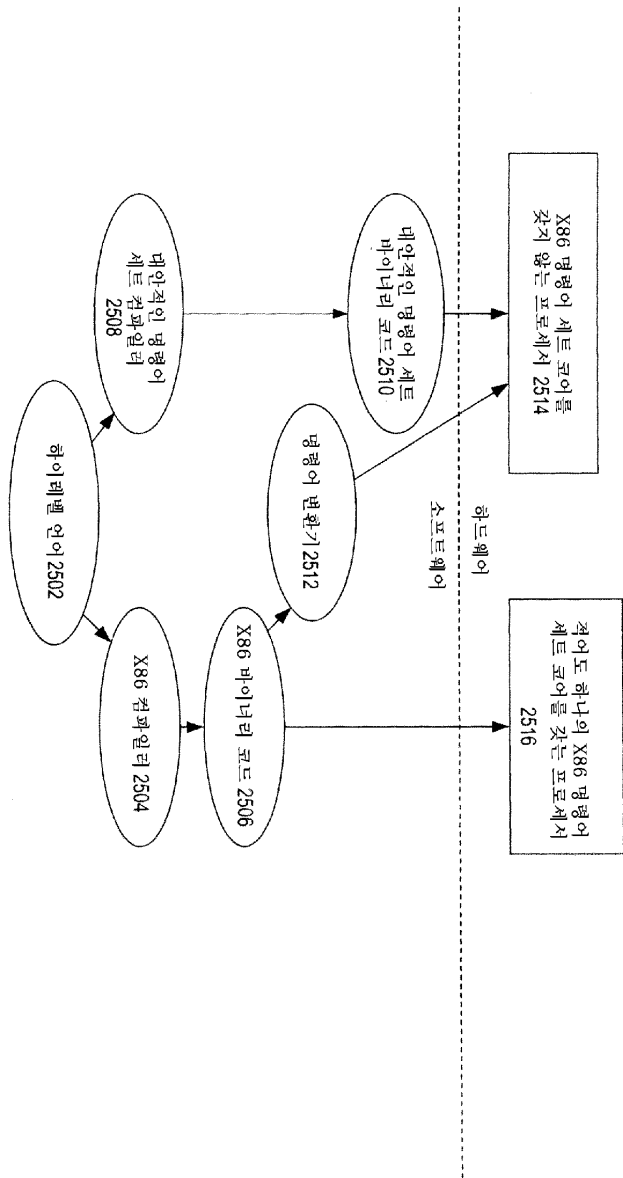 X86 명령어 세트 코어를
갖지 않는 프로세서 2514
적어도 하나의 X86 명령어
세트 코어를 갖는 프로세서
2516
하드웨어
소프트웨어
대안적인 명령어 세트
바이너리 코드 2510
명령어 변환기 2512
X86 바이너리 코드 2506
대안적인 명령어
세트 컴파일러
2508
X86 컴파일러 2504
하이레벨 언어 2502